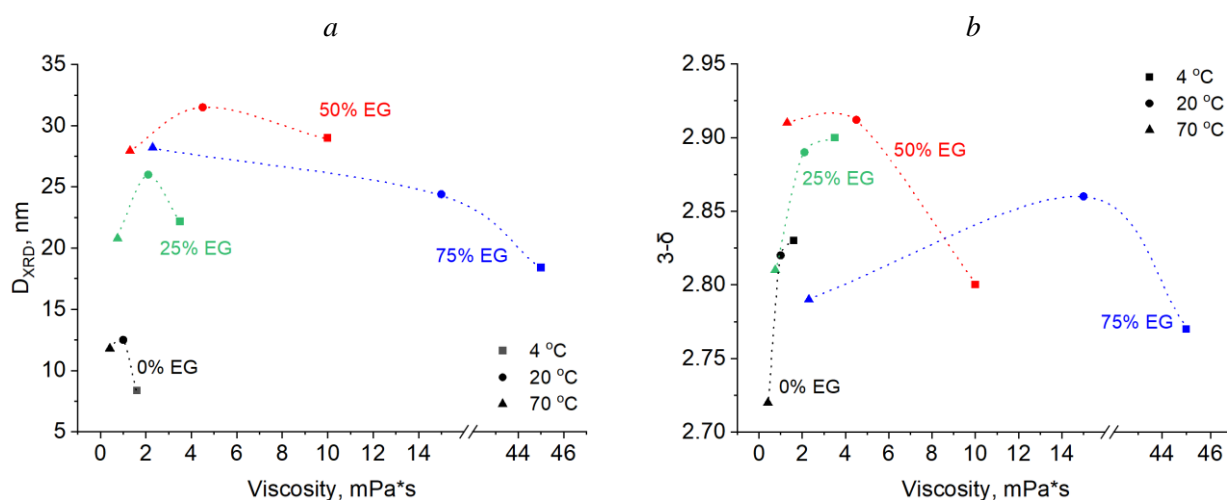 a
35
30
25
20
15
10
5
D_XRD, nm
50% EG
25% EG
75% EG
0% EG
4 °C
20 °C
70 °C
0 2 4 6 8 10 12 14 44 46
Viscosity, mPa*s
b
2.95
2.90
2.85
2.80
2.75
2.70
3-δ
4 °C
20 °C
70 °C
50% EG
25% EG
75% EG
0% EG
0 2 4 6 8 10 12 14 44 46
Viscosity, mPa*s